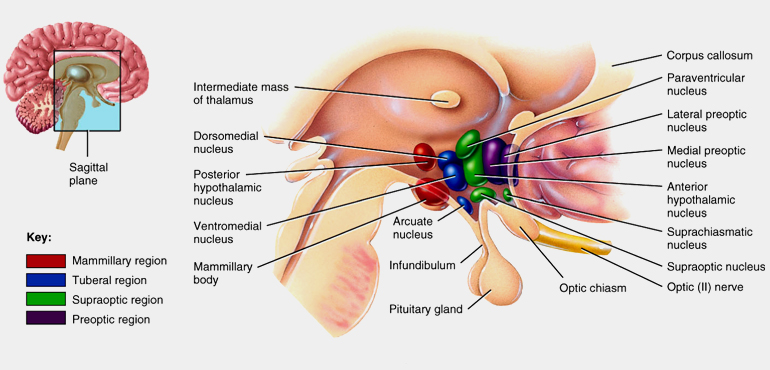 Sagittal
plane
Key:
Mammillary region
Tuberal region
Supraoptic region
Preoptic region
Intermediate mass
of thalamus
Dorsomedial
nucleus
Posterior
hypothalamic
nucleus
Ventromedial
nucleus
Mammillary
body
Arcuate
nucleus
Infundibulum
Pituitary gland
Corpus callosum
Paraventricular
nucleus
Lateral preoptic
nucleus
Medial preoptic
nucleus
Anterior
hypothalamic
nucleus
Suprachiasmatic
nucleus
Supraoptic nucleus
Optic (II) nerve
Optic chiasm